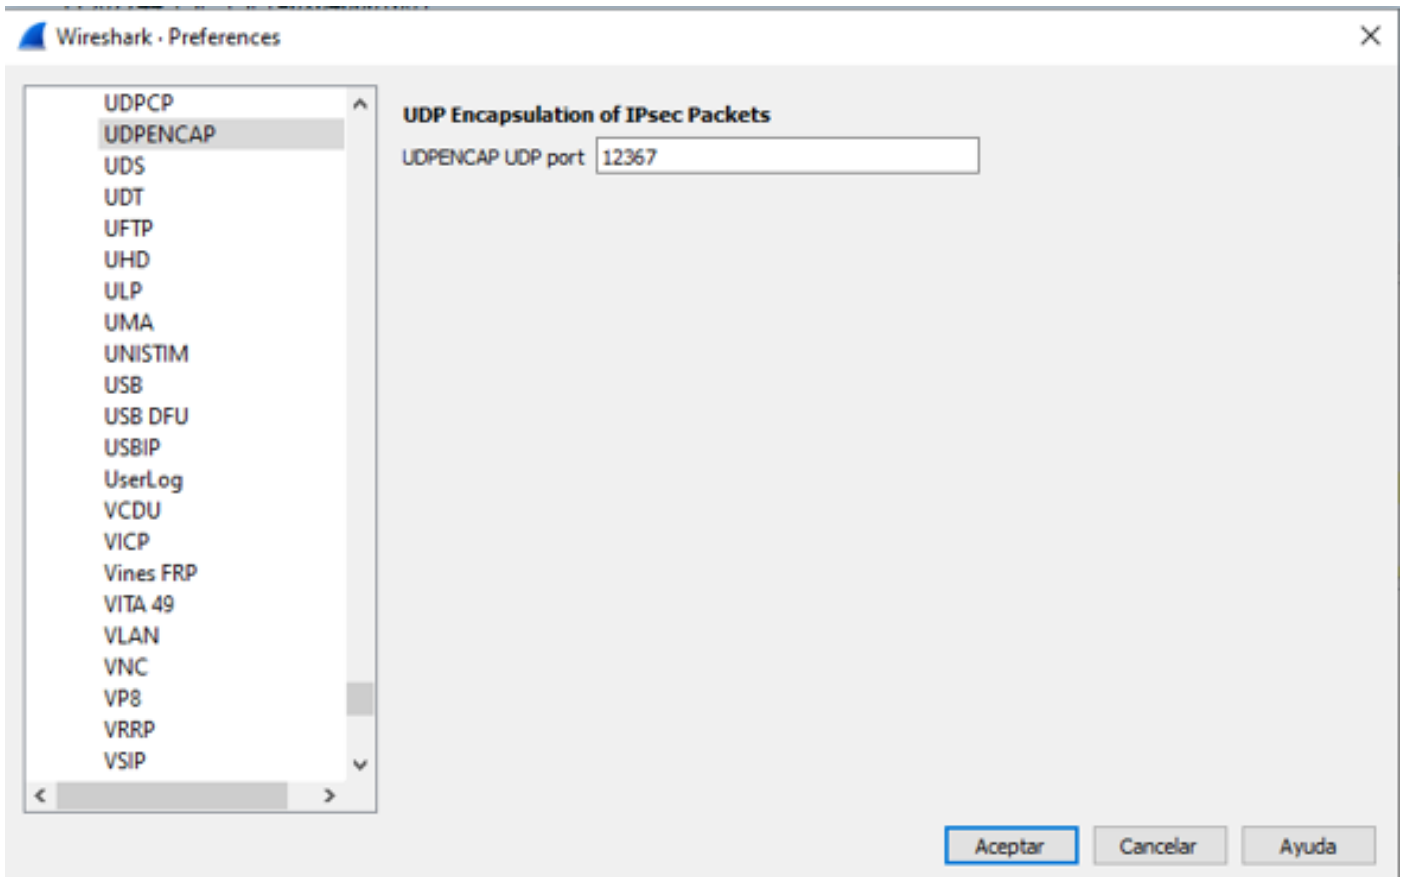 Wireshark · Preferences
UDPCP
UDPENCAP
UDS
UDT
UFTP
UHD
ULP
UMA
UNISTIM
USB
USB DFU
USBIP
UserLog
VCDU
VICP
Vines FRP
VITA 49
VLAN
VNC
VP8
VRRP
VSIP
UDP Encapsulation of IPsec Packets
UDPENCAP UDP port 12367
Aceptar Cancelar Ayuda